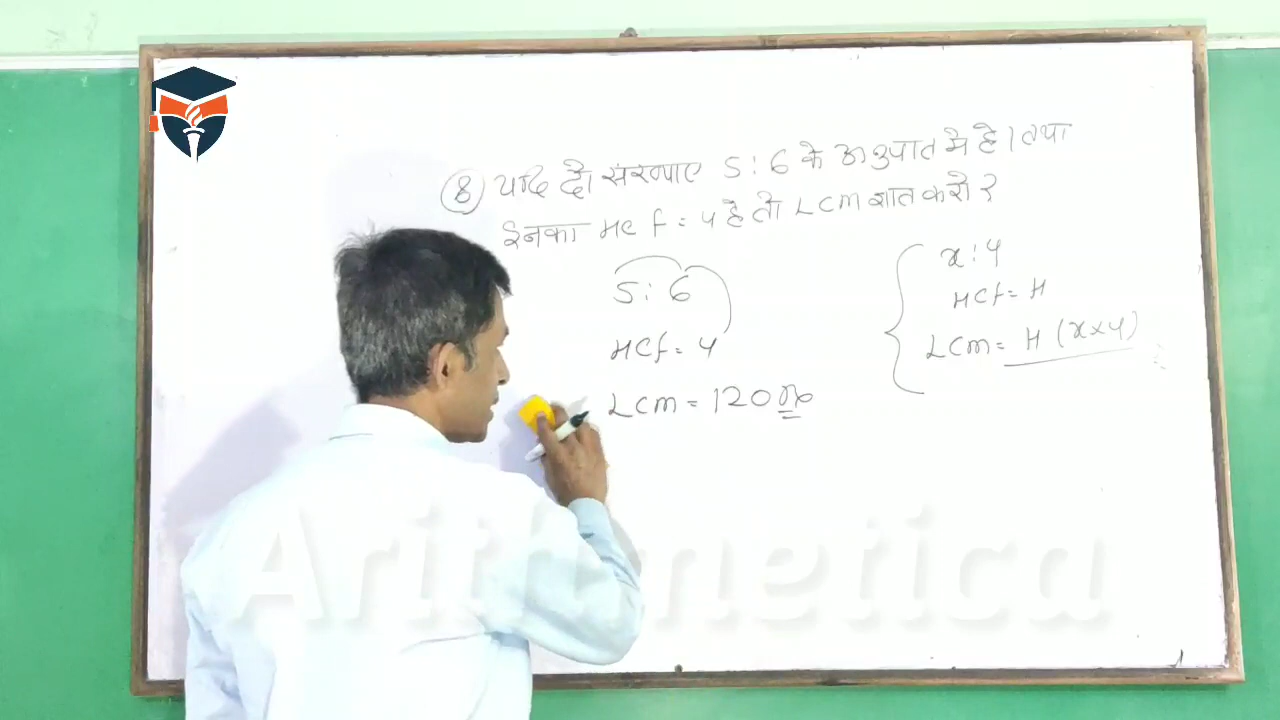 ⑧ यदि दो संख्याए 5 : 6 के अनुपात मे है । तथा
इनका HCf = 4 है तो LCm ज्ञात करो ?
5 : 6
HCf = 4
LCm = 120
x : y
HCf = H
LCm = H (x×y)
Arithmetica